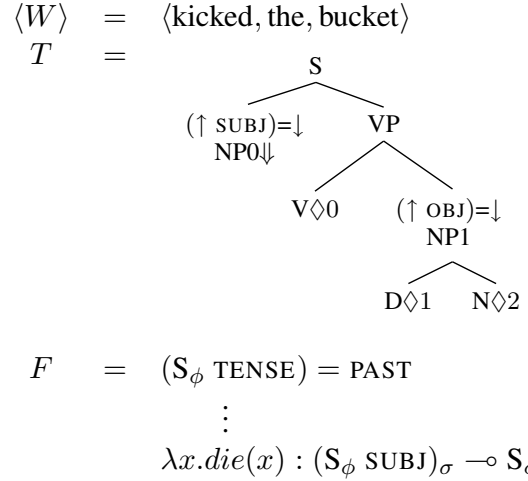 ⟨W⟩ = ⟨kicked, the, bucket⟩
T =
S
(↑ SUBJ)=↓ VP
NP0⇓
V◊0 (↑ OBJ)=↓
NP1
D◊1 N◊2
F = (S_ϕ TENSE) = PAST
⋮
λx.die(x) : (S_ϕ SUBJ)_σ ⊸ S_σ